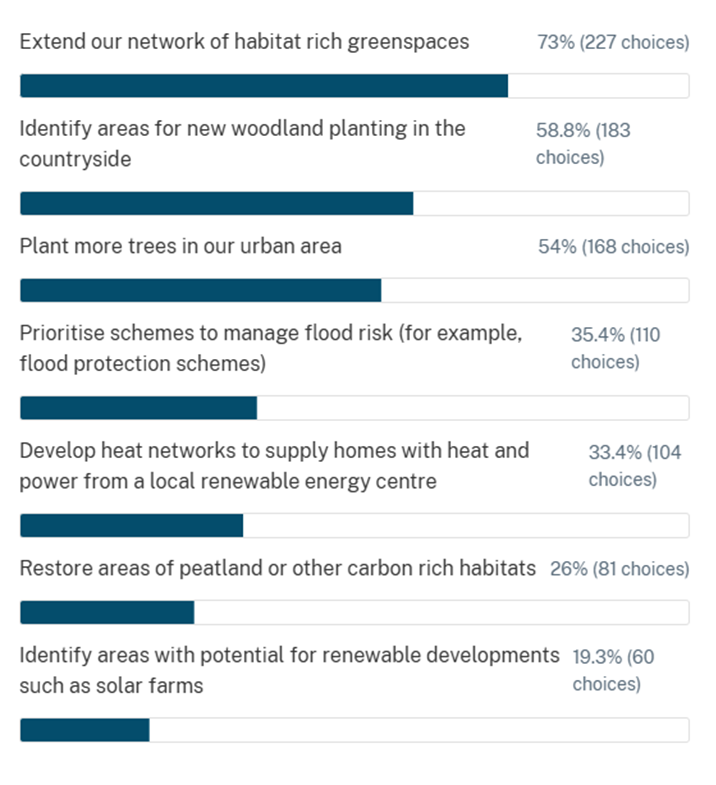 Extend our network of habitat rich greenspaces 73% (227 choices)
Identify areas for new woodland planting in the 58.8% (183
countryside choices)
Plant more trees in our urban area 54% (168 choices)
Prioritise schemes to manage flood risk (for example, 35.4% (110
flood protection schemes) choices)
Develop heat networks to supply homes with heat and 33.4% (104
power from a local renewable energy centre choices)
Restore areas of peatland or other carbon rich habitats 26% (81 choices)
Identify areas with potential for renewable developments 19.3% (60
such as solar farms choices)